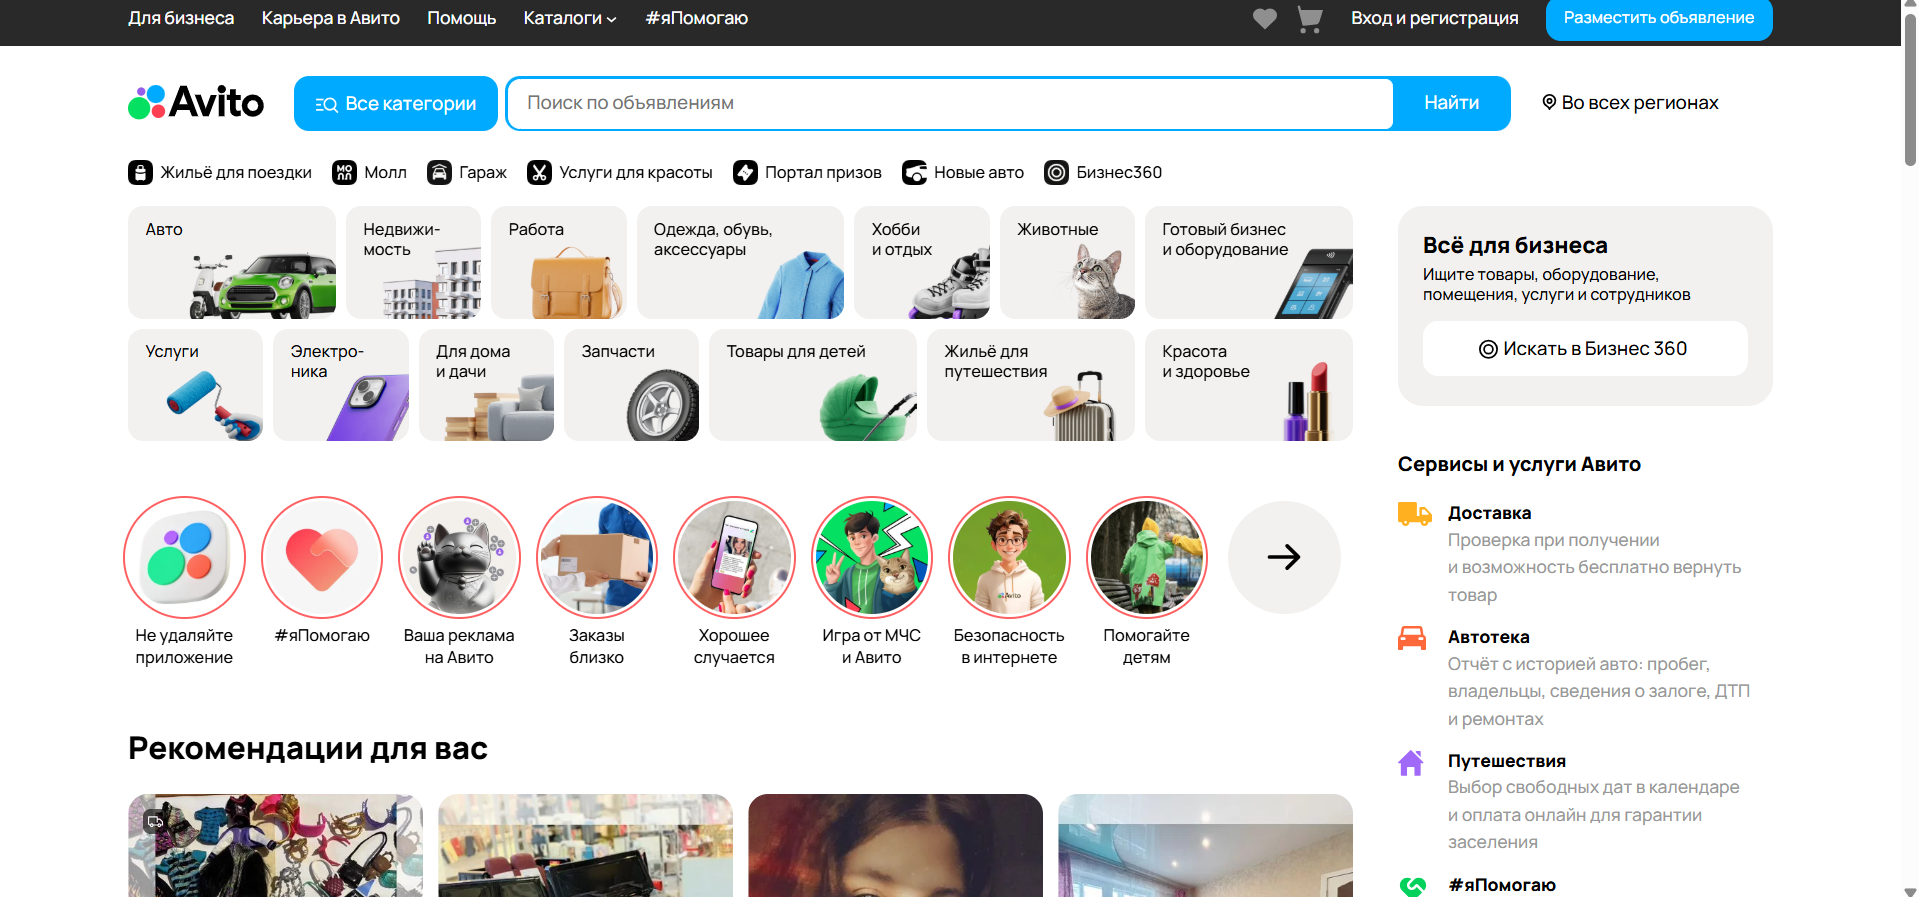 Для бизнеса
Карьера в Авито
Помощь
Каталоги
#яПомогаю
Вход и регистрация
Разместить объявление
Avito
Все категории
Поиск по объявлениям
Найти
Во всех регионах
Жильё для поездки
МОЛЛ
Молл
Гараж
Услуги для красоты
Портал призов
Новые авто
Бизнес360
Авто
Недвижи-
мость
Работа
Одежда, обувь,
аксессуары
Хобби
и отдых
Животные
Готовый бизнес
и оборудование
Услуги
Электро-
ника
Для дома
и дачи
Запчасти
Товары для детей
Жильё для
путешествия
Красота
и здоровье
Всё для бизнеса
Ищите товары, оборудование,
помещения, услуги и сотрудников
Искать в Бизнес 360
Не удаляйте
приложение
#яПомогаю
Ваша реклама
на Авито
Заказы
близко
Хорошее
случается
Игра от МЧС
и Авито
Avito
Безопасность
в интернете
Помогайте
детям
Сервисы и услуги Авито
Доставка
Проверка при получении
и возможность бесплатно вернуть
товар
Автотека
Отчёт с историей авто: пробег,
владельцы, сведения о залоге, ДТП
и ремонтах
Путешествия
Выбор свободных дат в календаре
и оплата онлайн для гарантии
заселения
#яПомогаю
Рекомендации для вас